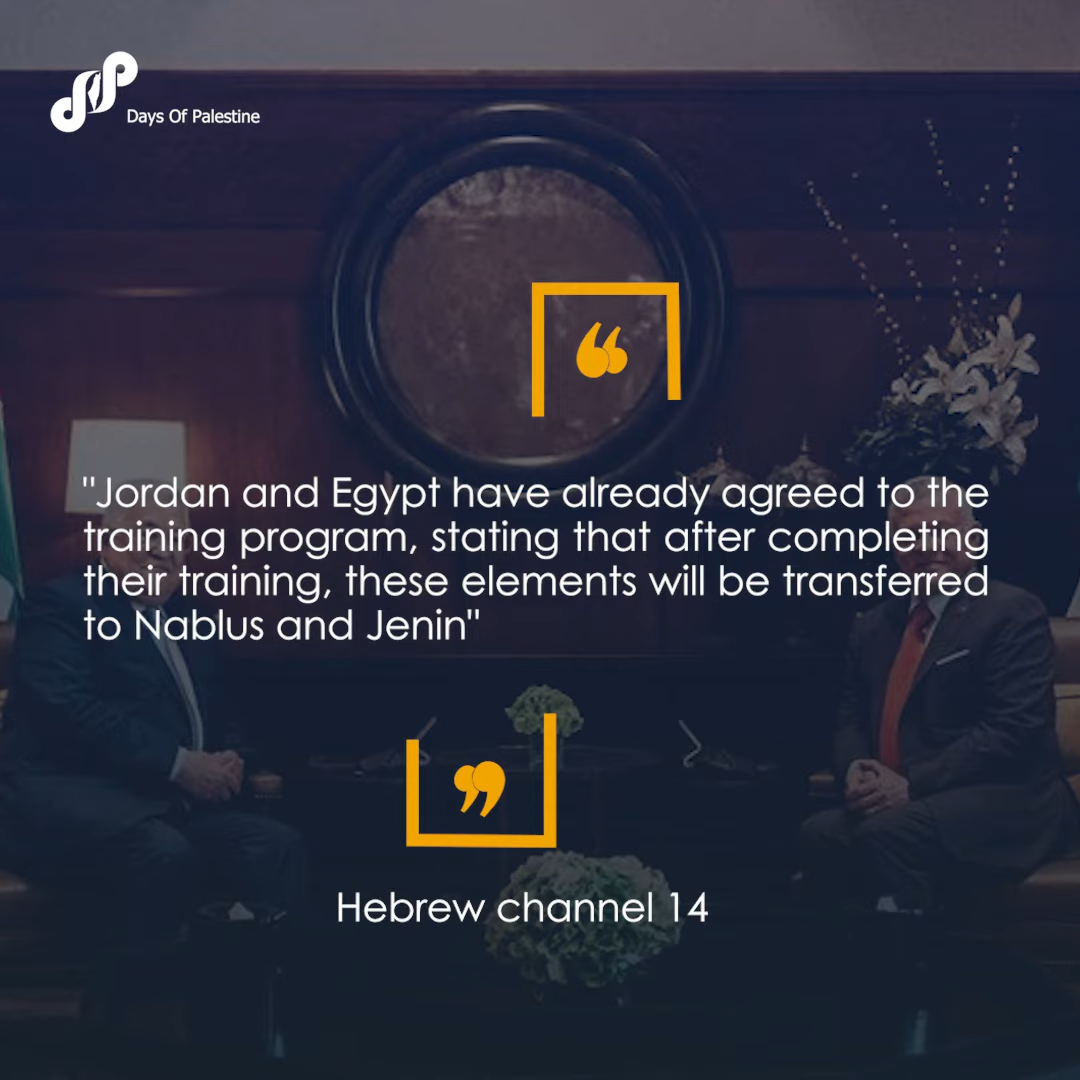 Days Of Palestine
"Jordan and Egypt have already agreed to the
training program, stating that after completing
their training, these elements will be transferred
to Nablus and Jenin"
Hebrew channel 14